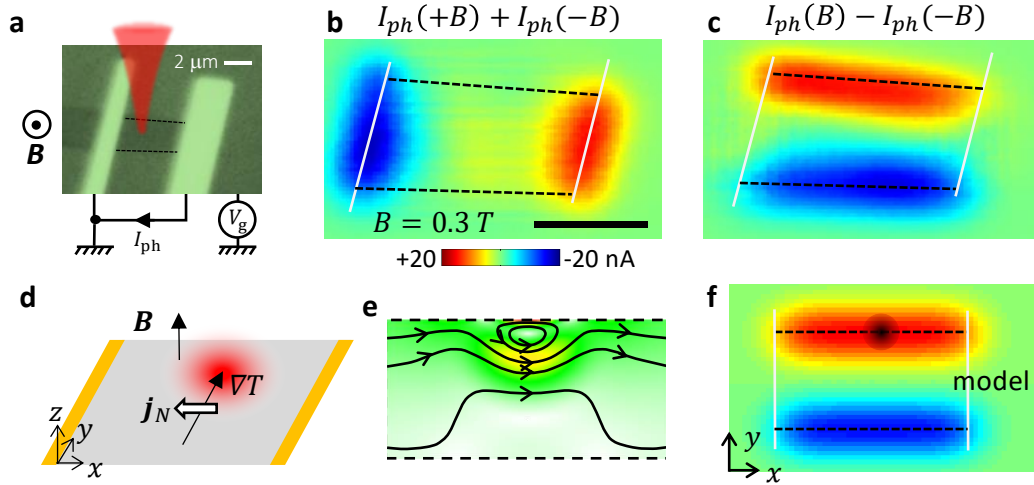 a
2 μm
B
I_ph
V_g
b
I_ph(+B) + I_ph(−B)
B = 0.3 T
+20
-20 nA
c
I_ph(B) − I_ph(−B)
d
B
∇T
j_N
z
y
x
e
f
model
y
x